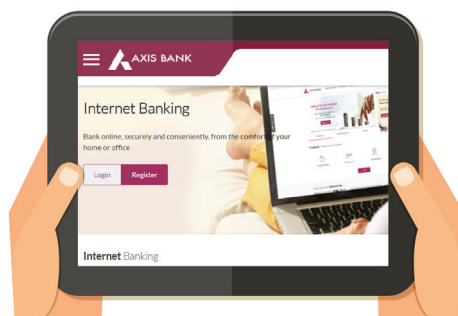 AXIS BANK
Internet Banking
Bank online, securely and conveniently, from the comfort of your
home or office
Login Register
Internet Banking